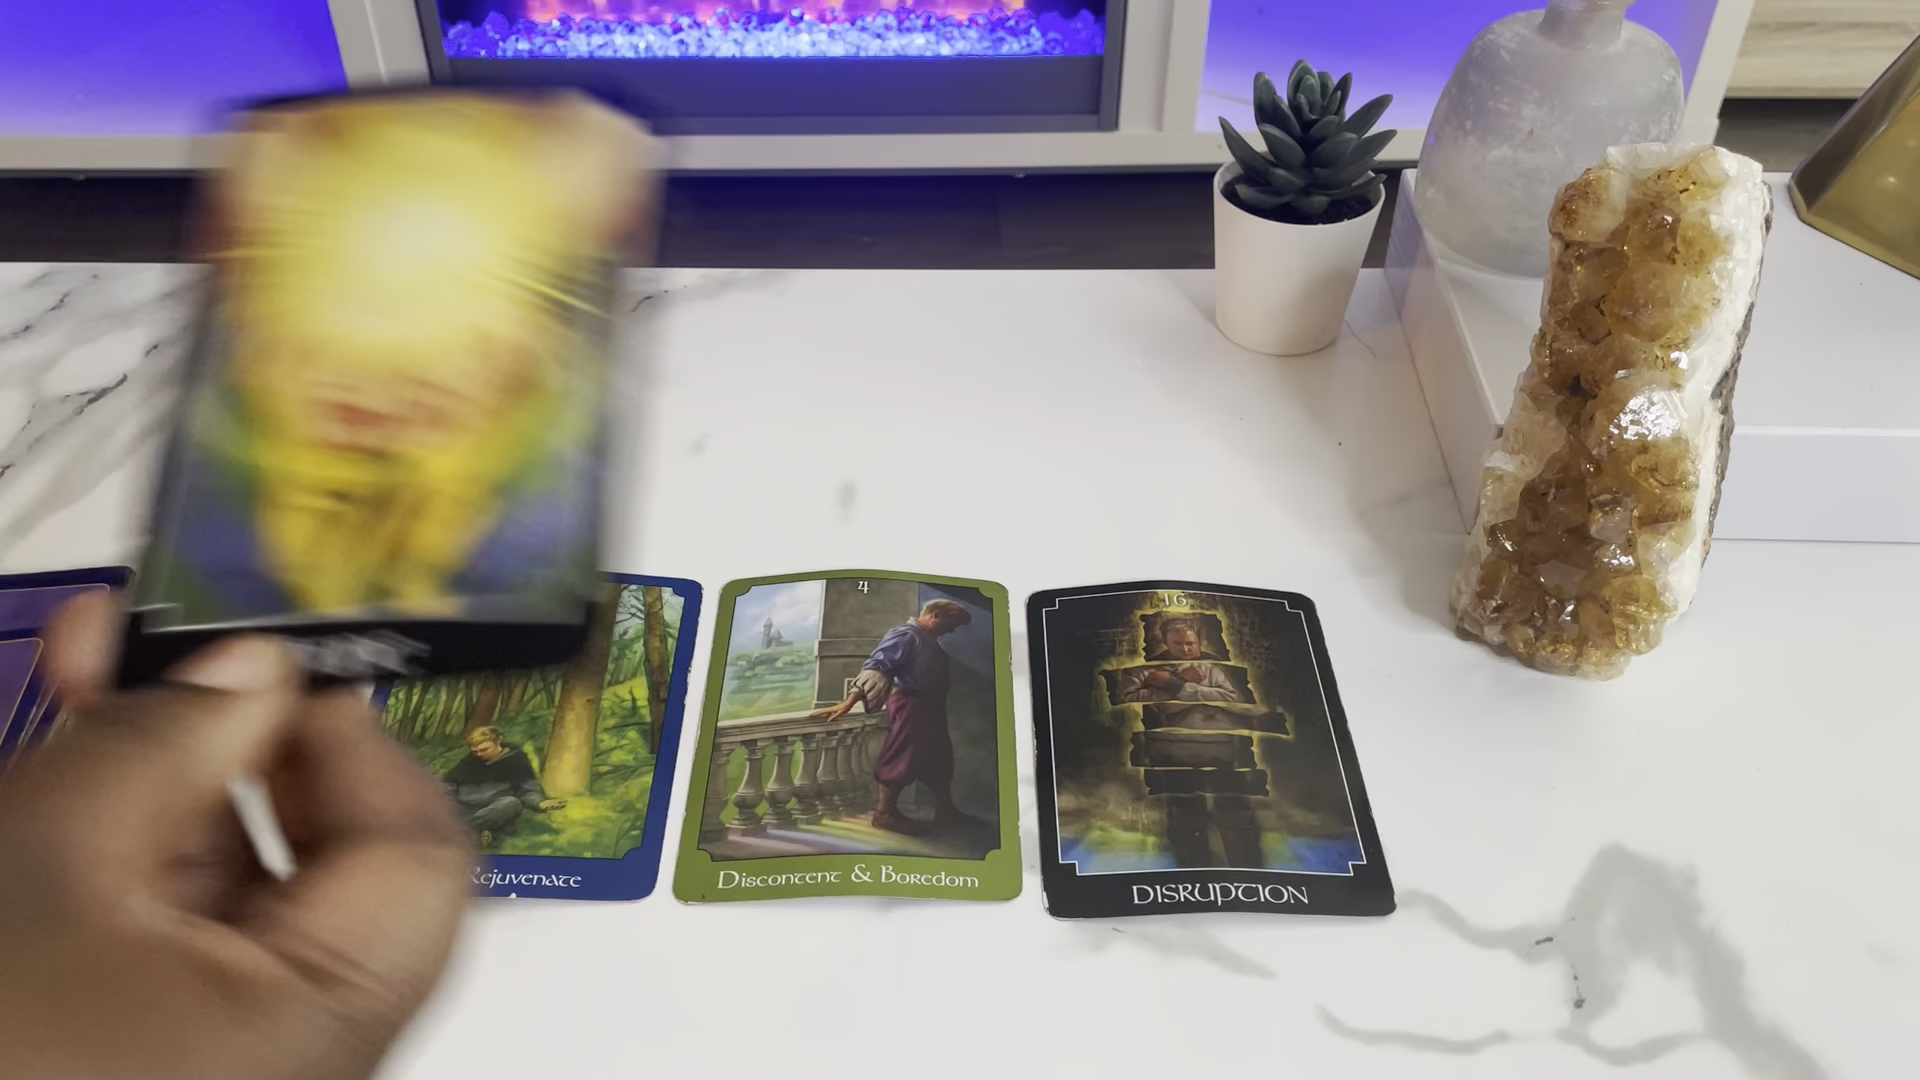 Rejuvenate
4
Discontent & Boredom
16
DISRUPTION